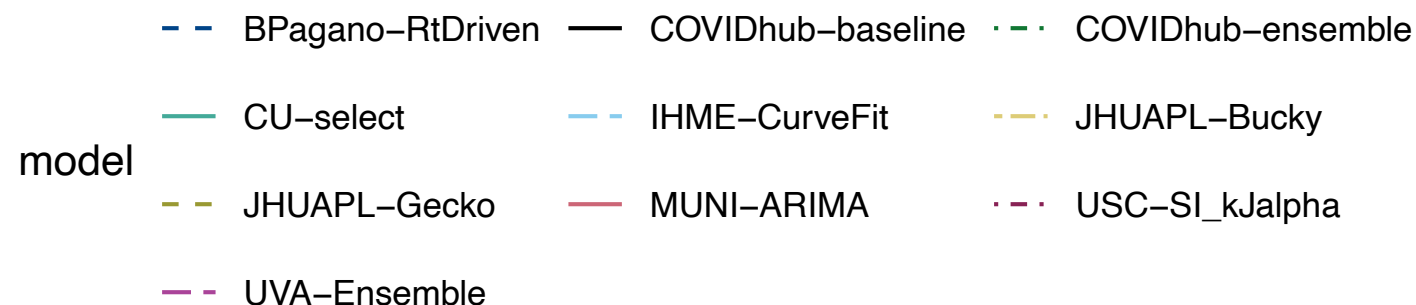 BPagano−RtDriven COVIDhub−baseline COVIDhub−ensemble
CU−select IHME−CurveFit JHUAPL−Bucky
model
JHUAPL−Gecko MUNI−ARIMA USC−SI_kJalpha
UVA−Ensemble